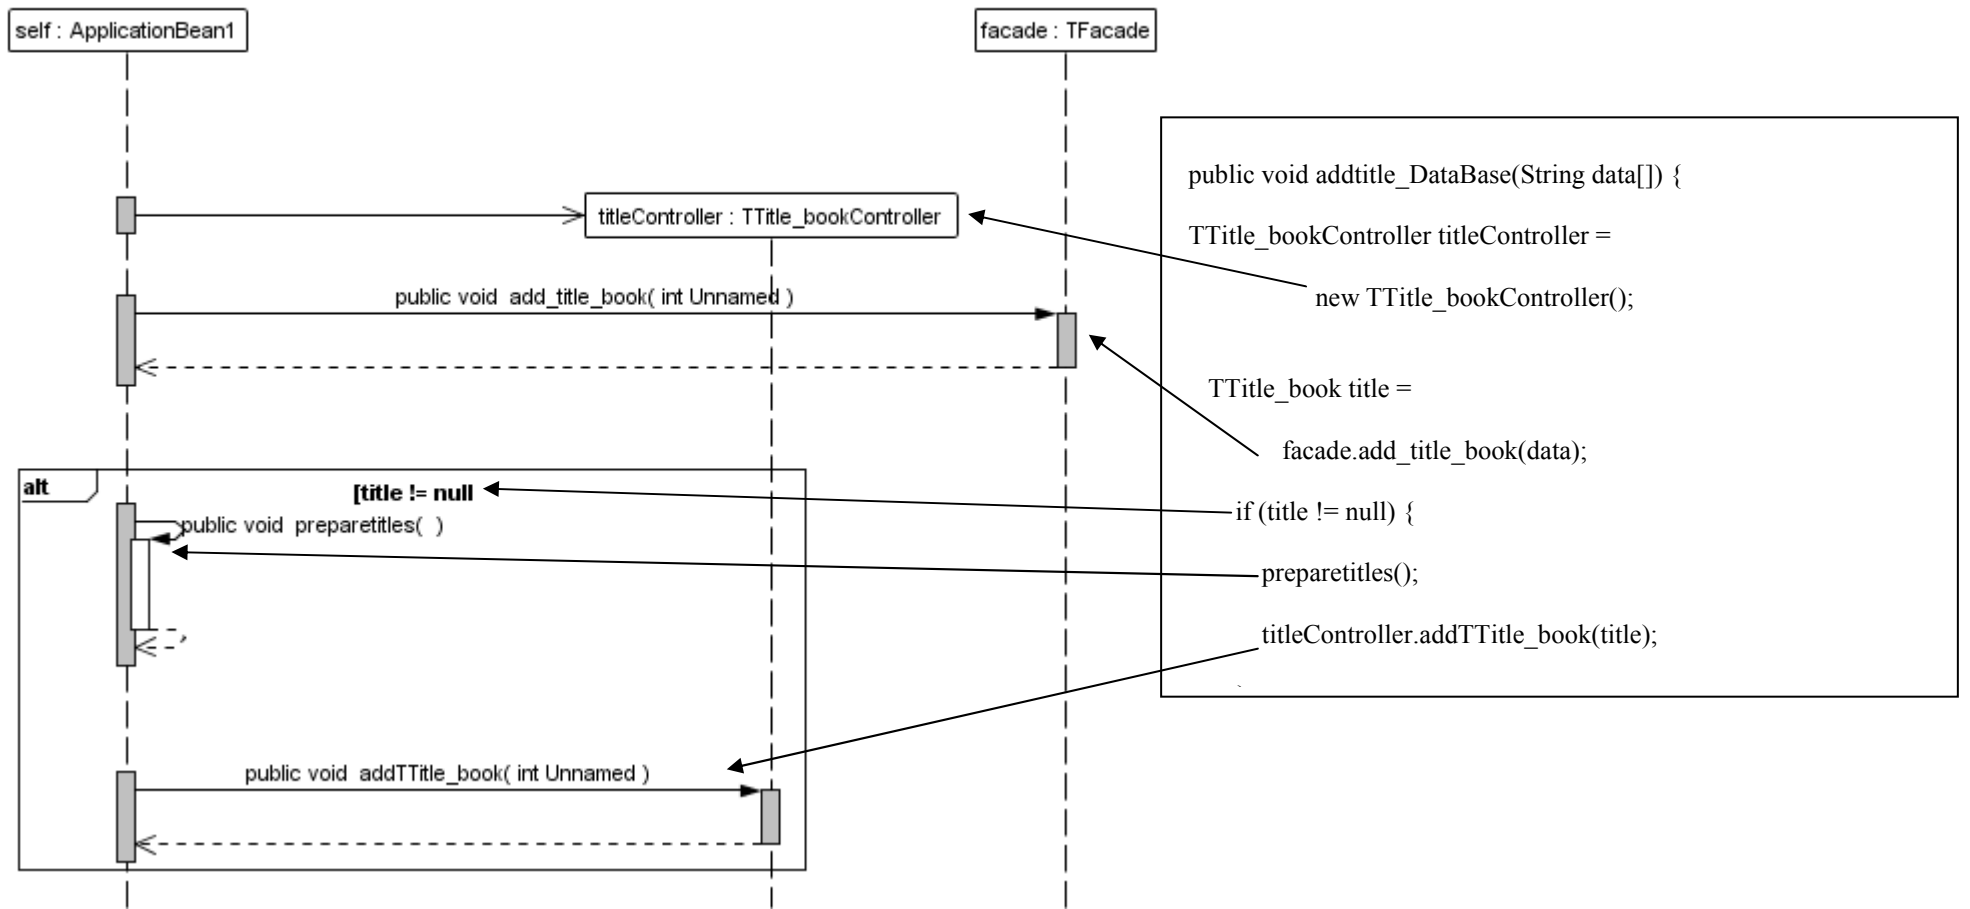 self : ApplicationBean1
facade : TFacade
titleController : TTitle_bookController
public void add_title_book( int Unnamed )
alt
[title != null
public void preparetitles( )
public void addTTitle_book( int Unnamed )
public void addtitle_DataBase(String data[]) {
TTitle_bookController titleController =
new TTitle_bookController();
TTitle_book title =
facade.add_title_book(data);
if (title != null) {
preparetitles();
titleController.addTTitle_book(title);